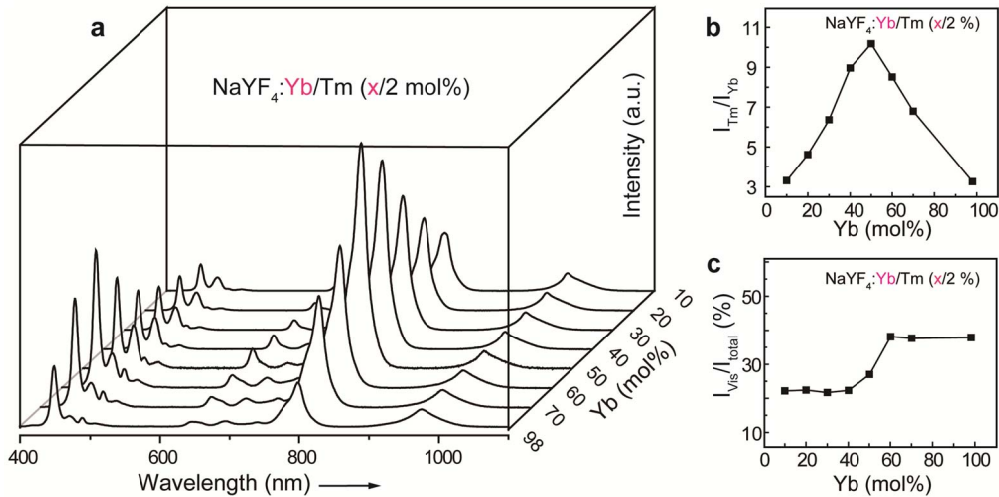 a
NaYF4:Yb/Tm (x/2 mol%)
Intensity (a.u.)
10
20
30
40
50
60
70
98
Yb (mol%)
400
600
800
1000
Wavelength (nm)
b
NaYF4:Yb/Tm (x/2 %)
11
9
7
5
3
ITm/IYb
0 20 40 60 80 100
Yb (mol%)
c
NaYF4:Yb/Tm (x/2 %)
50
30
10
IVis/Itotal (%)
0 20 40 60 80 100
Yb (mol%)